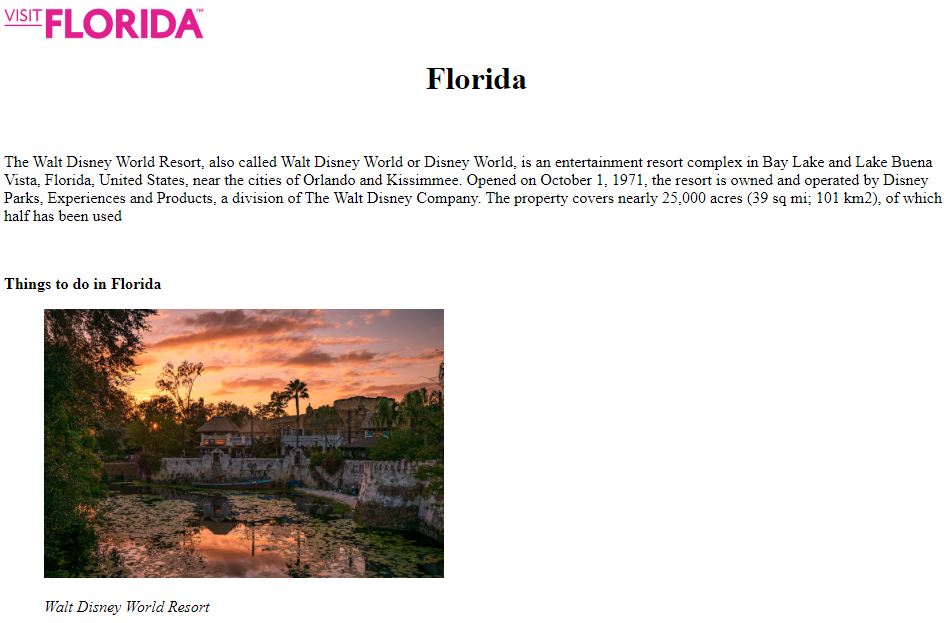 VISIT FLORIDA™
Florida
The Walt Disney World Resort, also called Walt Disney World or Disney World, is an entertainment resort complex in Bay Lake and Lake Buena
Vista, Florida, United States, near the cities of Orlando and Kissimmee. Opened on October 1, 1971, the resort is owned and operated by Disney
Parks, Experiences and Products, a division of The Walt Disney Company. The property covers nearly 25,000 acres (39 sq mi; 101 km2), of which
half has been used
Things to do in Florida
Walt Disney World Resort